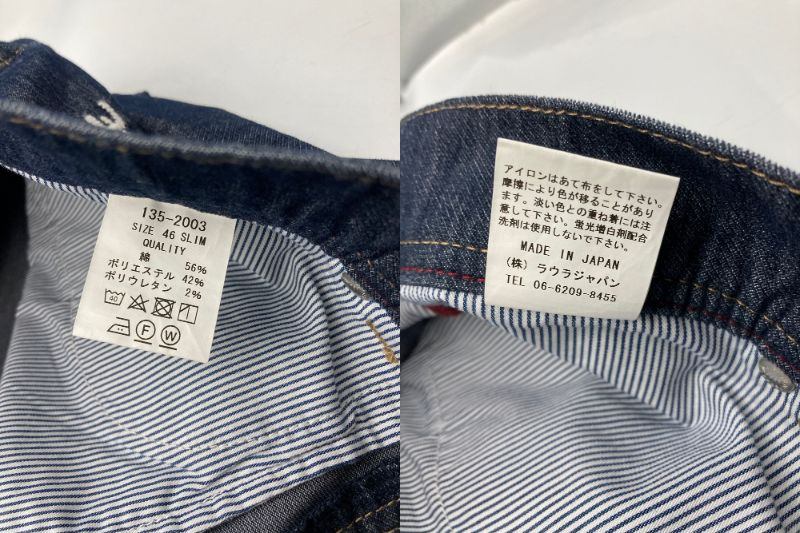 135-2003
SIZE 46 SLIM
QUALITY
綿 56%
ポリエステル 42%
ポリウレタン 2%
40
F W
アイロンはあて布をして下さい。
摩擦により色が移ることがあり
ます。淡い色との重ね着には注
意して下さい。蛍光増白剤配合
洗剤は使用しないで下さい。
MADE IN JAPAN
(株) ラウラジャパン
TEL 06-6209-8455